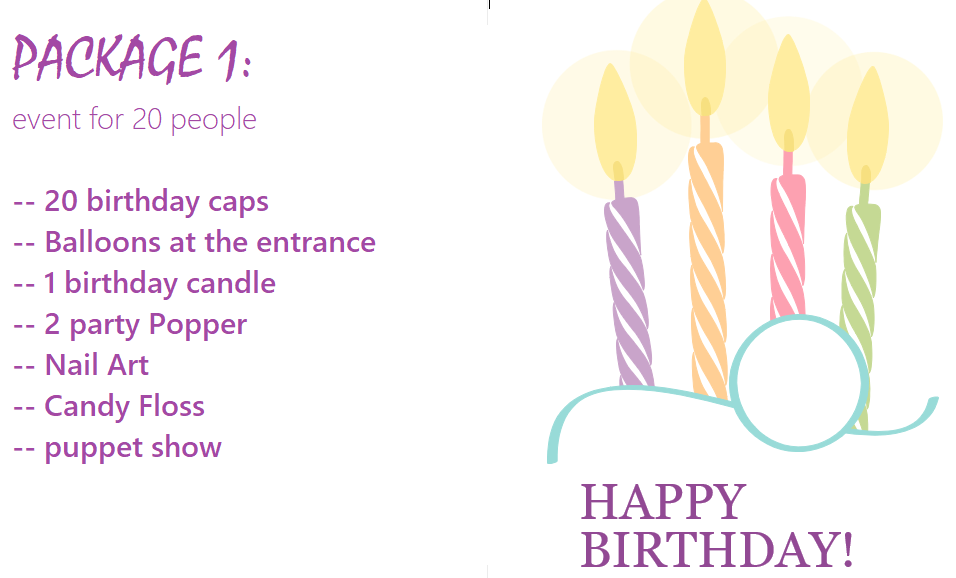 PACKAGE 1:
event for 20 people
-- 20 birthday caps
-- Balloons at the entrance
-- 1 birthday candle
-- 2 party Popper
-- Nail Art
-- Candy Floss
-- puppet show
HAPPY
BIRTHDAY!